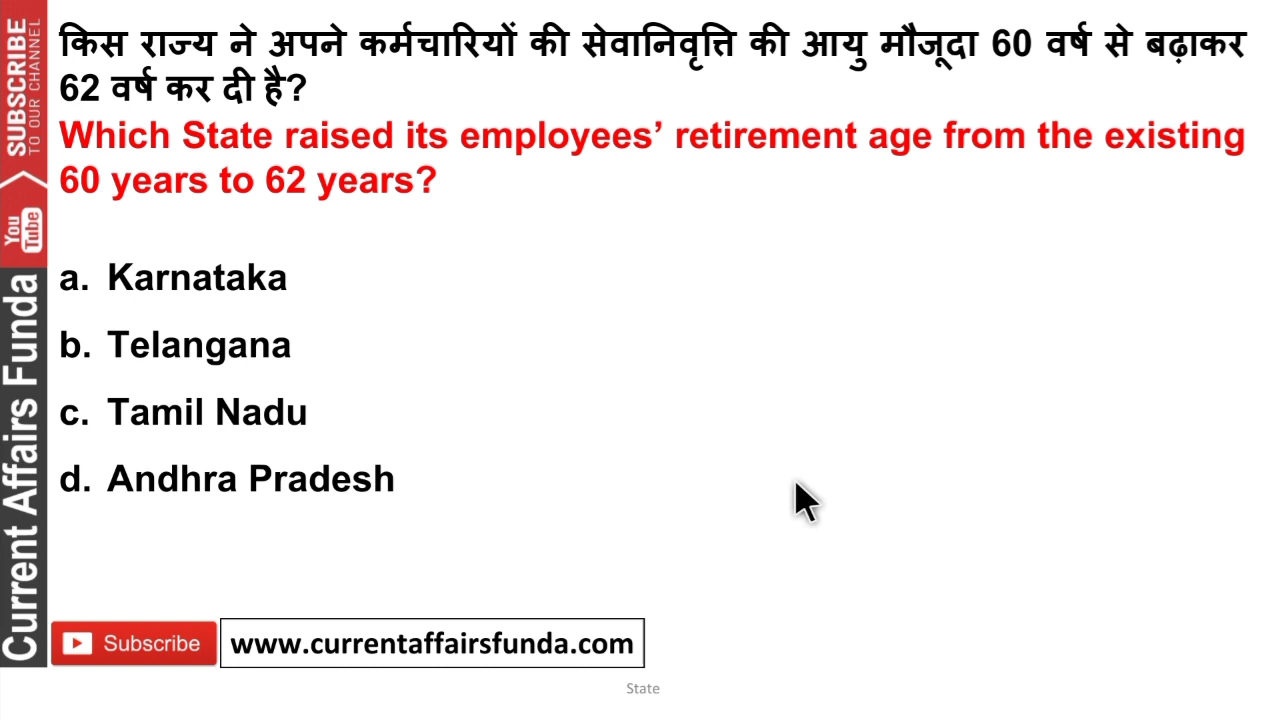 किस राज्य ने अपने कर्मचारियों की सेवानिवृत्ति की आयु मौजूदा 60 वर्ष से बढ़ाकर
62 वर्ष कर दी है?
Which State raised its employees’ retirement age from the existing
60 years to 62 years?
a. Karnataka
b. Telangana
c. Tamil Nadu
d. Andhra Pradesh
SUBSCRIBE
TO OUR CHANNEL
You
Tube
Current Affairs Funda
Subscribe
www.currentaffairsfunda.com
State